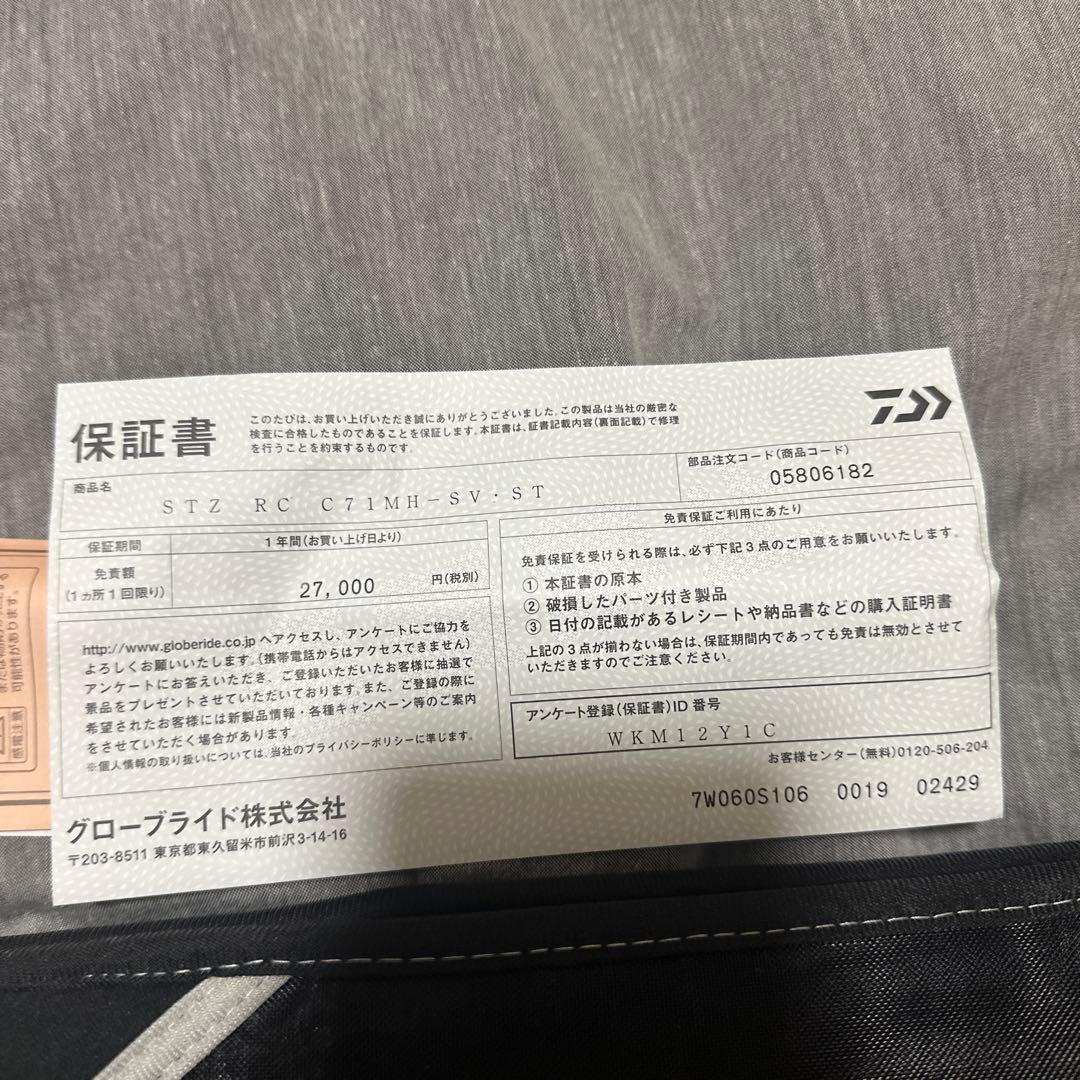 保証書
このたびは、お買い上げいただき誠にありがとうございました。この製品は当社の厳密な
検査に合格したものであることを保証します。本証書は、証書記載内容(裏面記載)で修理
を行うことを約束するものです。
商品名
STZ RC C71MH-SV・ST
部品注文コード(商品コード)
05806182
保証期間
1年間(お買い上げ日より)
免責額
(1ヵ所1回限り)
27,000 円(税別)
免責保証ご利用にあたり
免責保証を受けられる際は、必ず下記3点のご用意をお願いいたします。
① 本証書の原本
② 破損したパーツ付き製品
③ 日付の記載があるレシートや納品書などの購入証明書
上記の3点が揃わない場合は、保証期間内であっても免責は無効とさせて
いただきますのでご注意ください。
http://www.globeride.co.jp へアクセスし、アンケートにご協力を
よろしくお願いいたします。(携帯電話からはアクセスできません)
アンケートにお答えいただき、ご登録いただいたお客様に抽選で
景品をプレゼントさせていただいております。また、ご登録の際に
希望されたお客様には新製品情報・各種キャンペーン等のご案内
をさせていただく場合があります。
※個人情報の取り扱いについては、当社のプライバシーポリシーに準じます。
アンケート登録(保証書)ID番号
WKM12Y1C
お客様センター(無料)0120-506-204
グローブライド株式会社
〒203-8511 東京都東久留米市前沢3-14-16
7W060S106 0019 02429
可能性があります。
感電注意